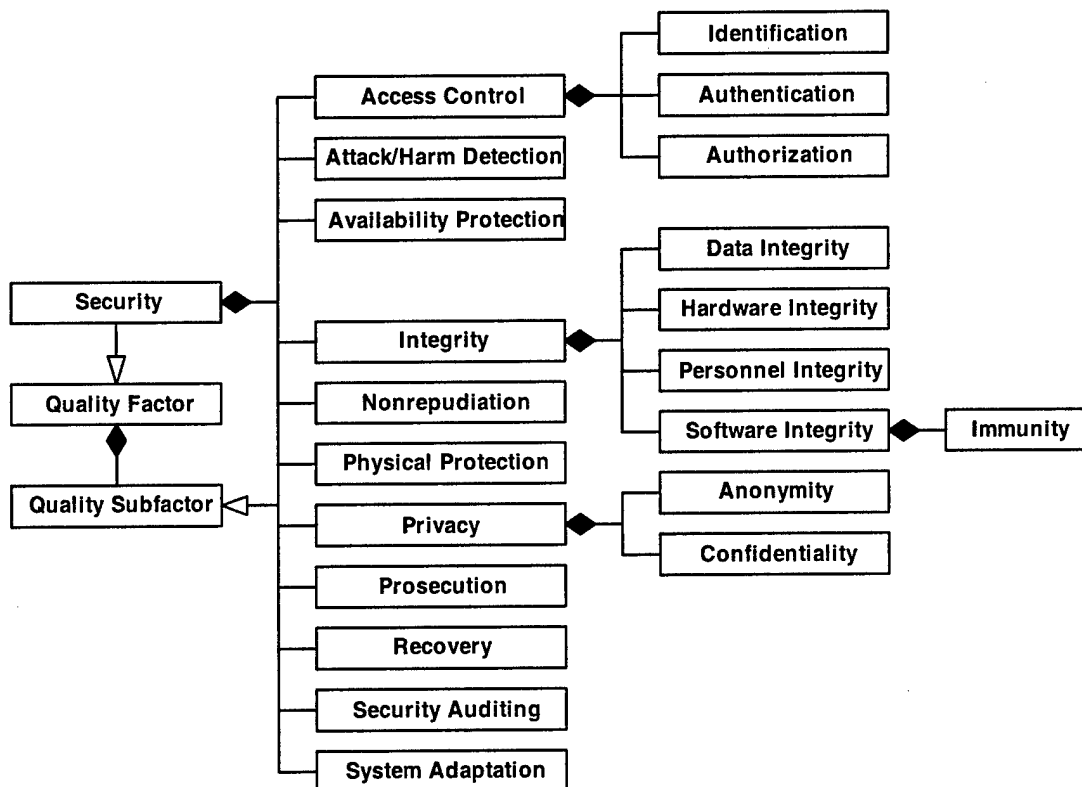 Identification
Access Control
Authentication
Authorization
Attack/Harm Detection
Availability Protection
Data Integrity
Security
Hardware Integrity
Integrity
Personnel Integrity
Quality Factor
Nonrepudiation
Software Integrity
Immunity
Physical Protection
Anonymity
Quality Subfactor
Privacy
Confidentiality
Prosecution
Recovery
Security Auditing
System Adaptation